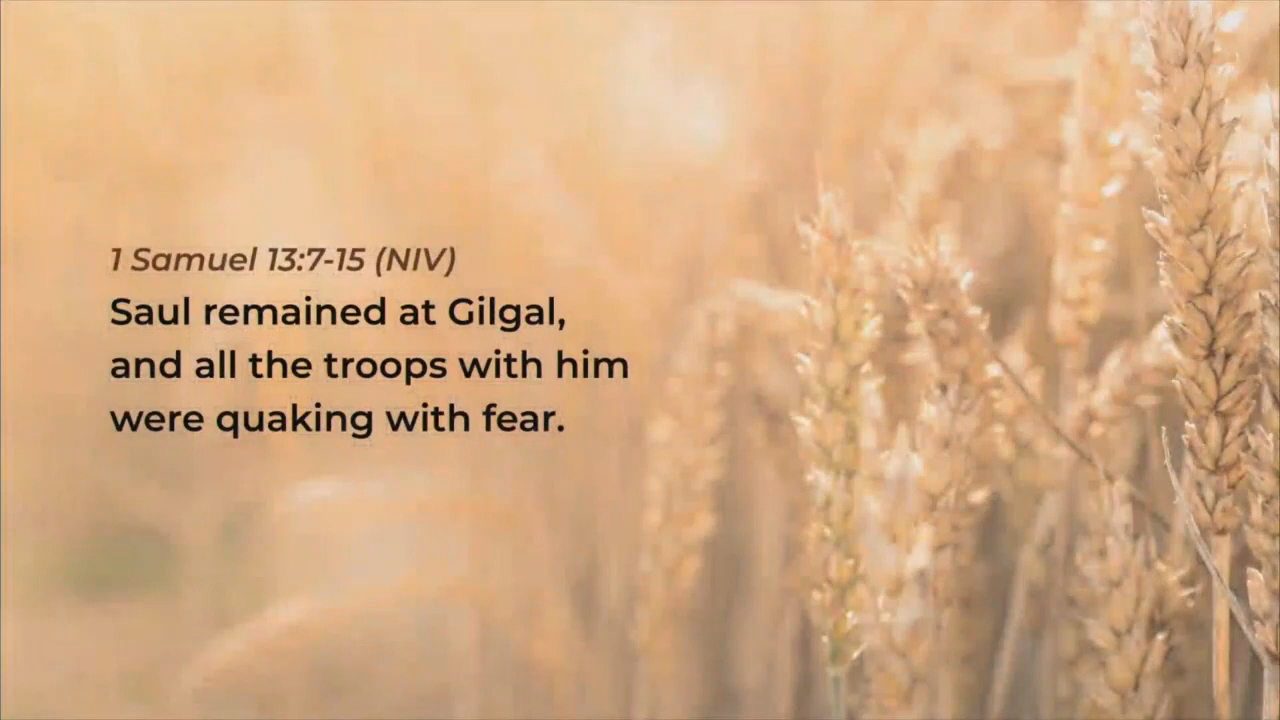 1 Samuel 13:7-15 (NIV)
Saul remained at Gilgal,
and all the troops with him
were quaking with fear.